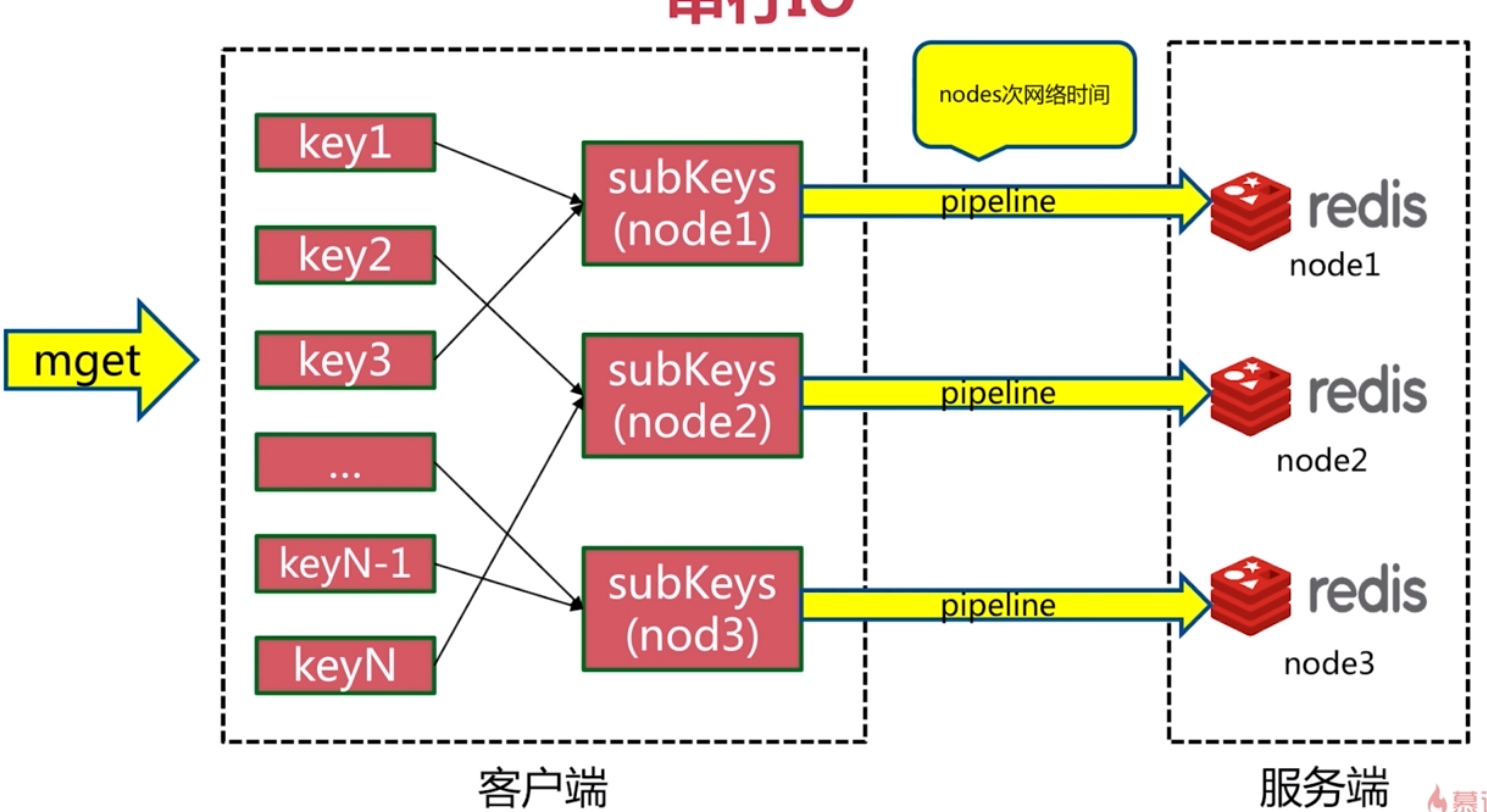 串行IO
nodes次网络时间
key1
key2
key3
...
keyN-1
keyN
mget
subKeys
(node1)
subKeys
(node2)
subKeys
(nod3)
pipeline
pipeline
pipeline
redis
node1
redis
node2
redis
node3
客户端
服务端